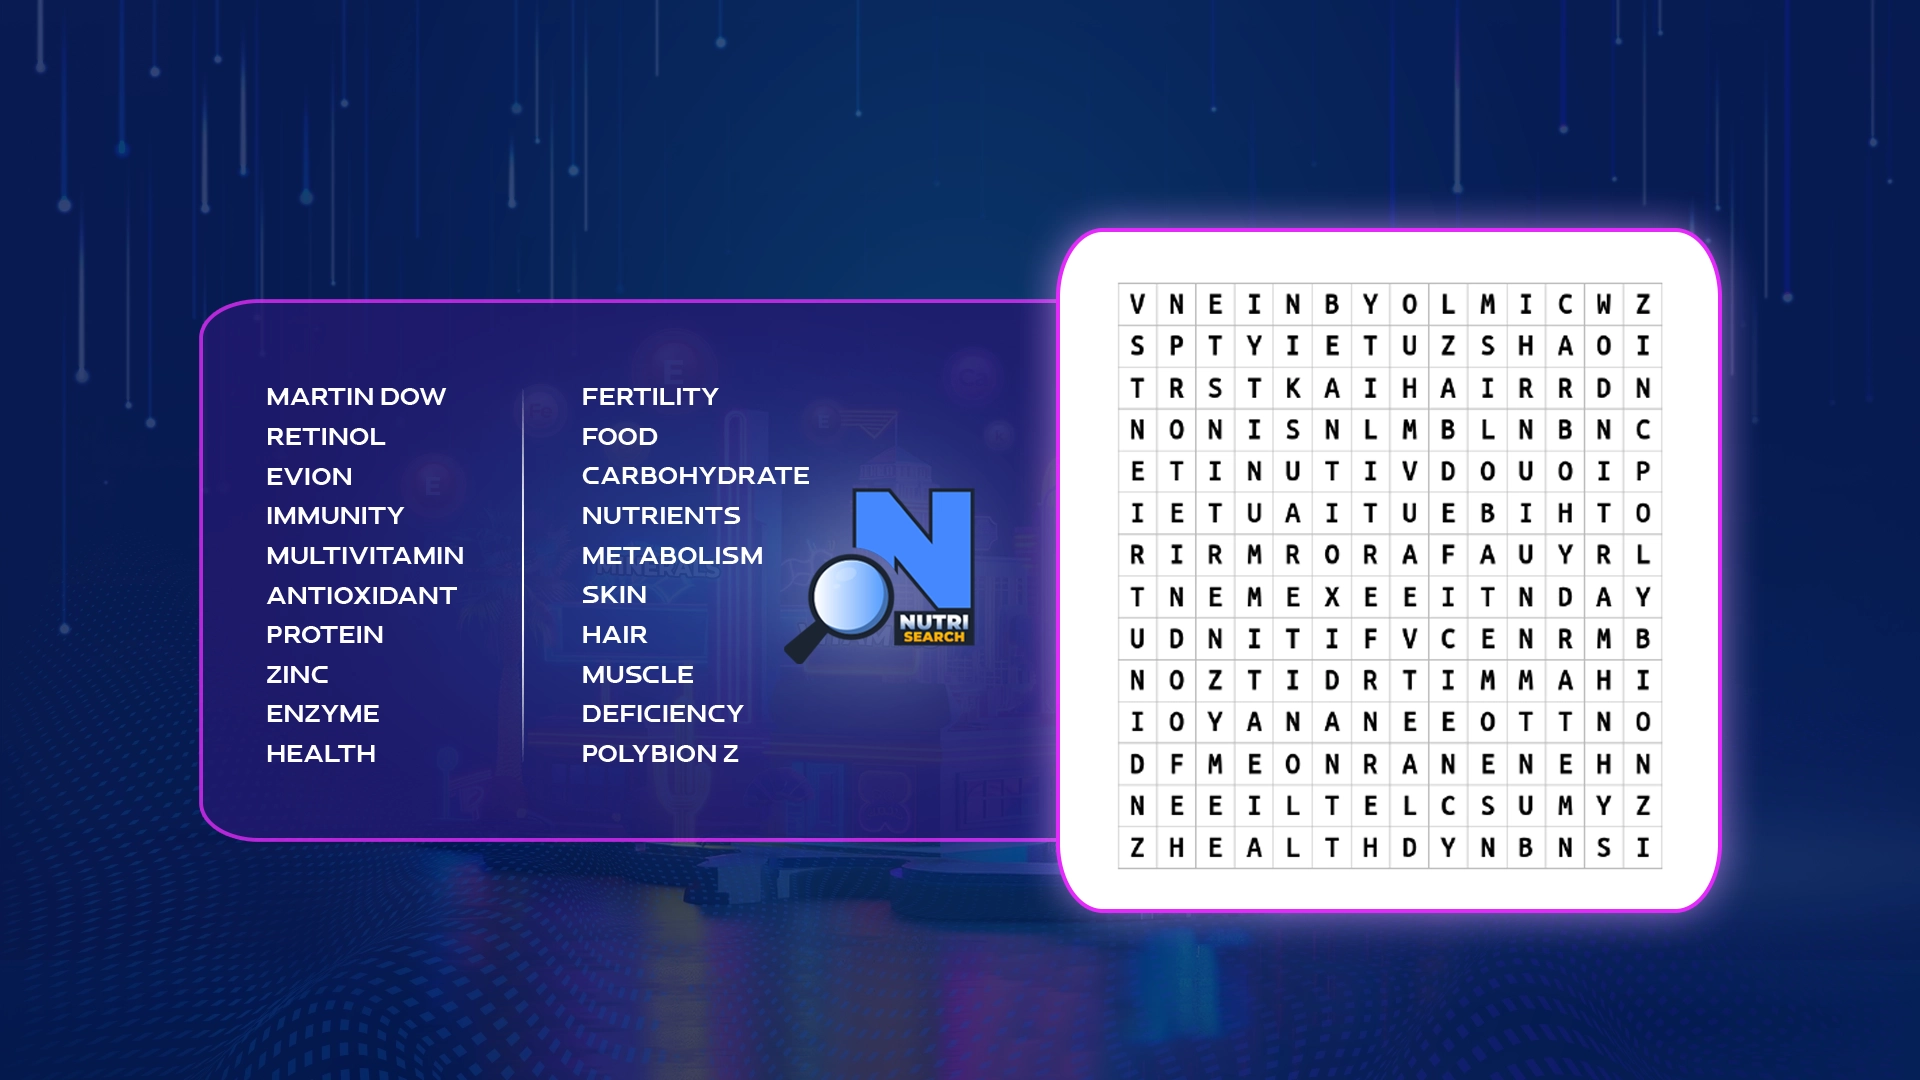 MARTIN DOW
RETINOL
EVION
IMMUNITY
MULTIVITAMIN
ANTIOXIDANT
PROTEIN
ZINC
ENZYME
HEALTH
FERTILITY
FOOD
CARBOHYDRATE
NUTRIENTS
METABOLISM
SKIN
HAIR
MUSCLE
DEFICIENCY
POLYBION Z
MINERALS
N
NUTRI
SEARCH
V N E I N B Y O L M I C W Z
S P T Y I E T U Z S H A O I
T R S T K A I H A I R R D N
N O N I S N L M B L N B N C
E T I N U T I V D O U O I P
I E T U A I T U E B I H T O
R I R M R O R A F A U Y R L
T N E M E X E E I T N D A Y
U D N I T I F V C E N R M B
N O Z T I D R T I M M A H I
I O Y A N A N E E O T T N O
D F M E O N R A N E N E H N
N E E I L T E L C S U M Y Z
Z H E A L T H D Y N B N S I